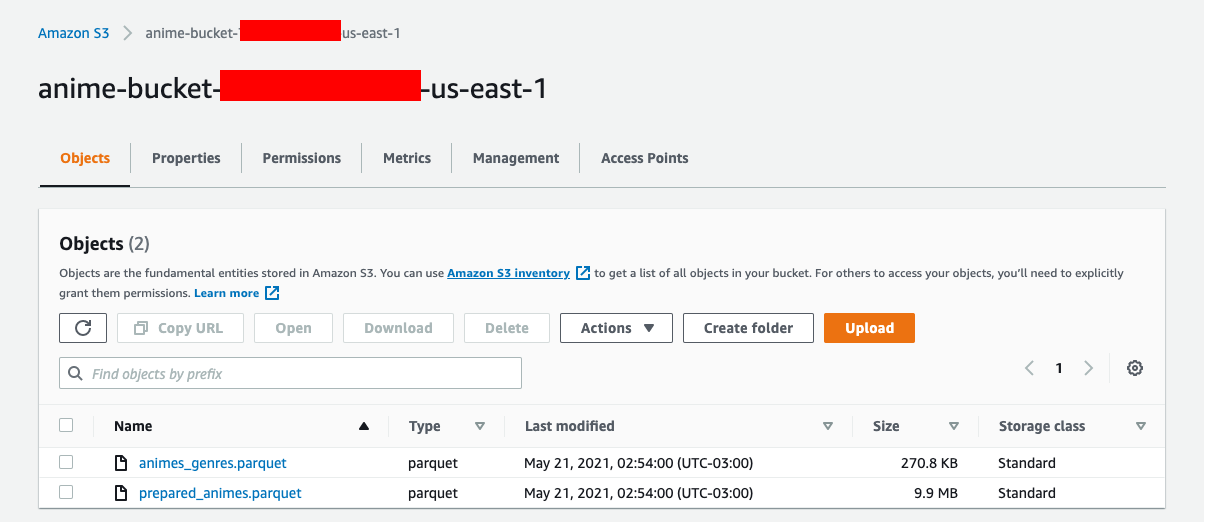 Amazon S3 > anime-bucket- us-east-1
anime-bucket- -us-east-1
Objects Properties Permissions Metrics Management Access Points
Objects (2)
Objects are the fundamental entities stored in Amazon S3. You can use Amazon S3 inventory to get a list of all objects in your bucket. For others to access your objects, you'll need to explicitly
grant them permissions. Learn more
Copy URL Open Download Delete Actions Create folder Upload
Find objects by prefix 1
Name Type Last modified Size Storage class
animes_genres.parquet parquet May 21, 2021, 02:54:00 (UTC-03:00) 270.8 KB Standard
prepared_animes.parquet parquet May 21, 2021, 02:54:00 (UTC-03:00) 9.9 MB Standard